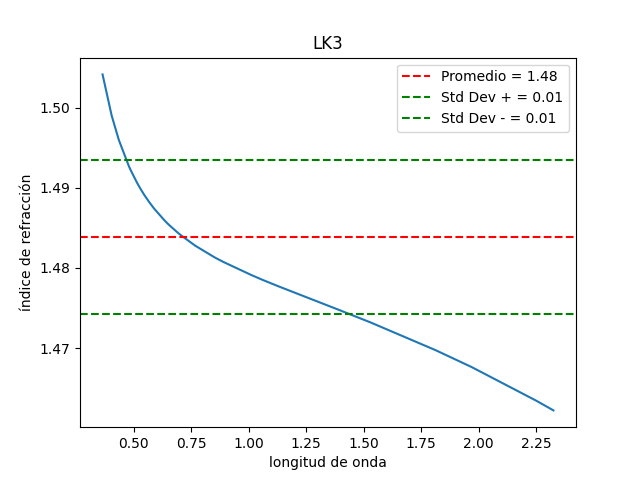 LK3
Promedio = 1.48
Std Dev + = 0.01
Std Dev - = 0.01
1.50
1.49
1.48
1.47
índice de refracción
0.50 0.75 1.00 1.25 1.50 1.75 2.00 2.25
longitud de onda